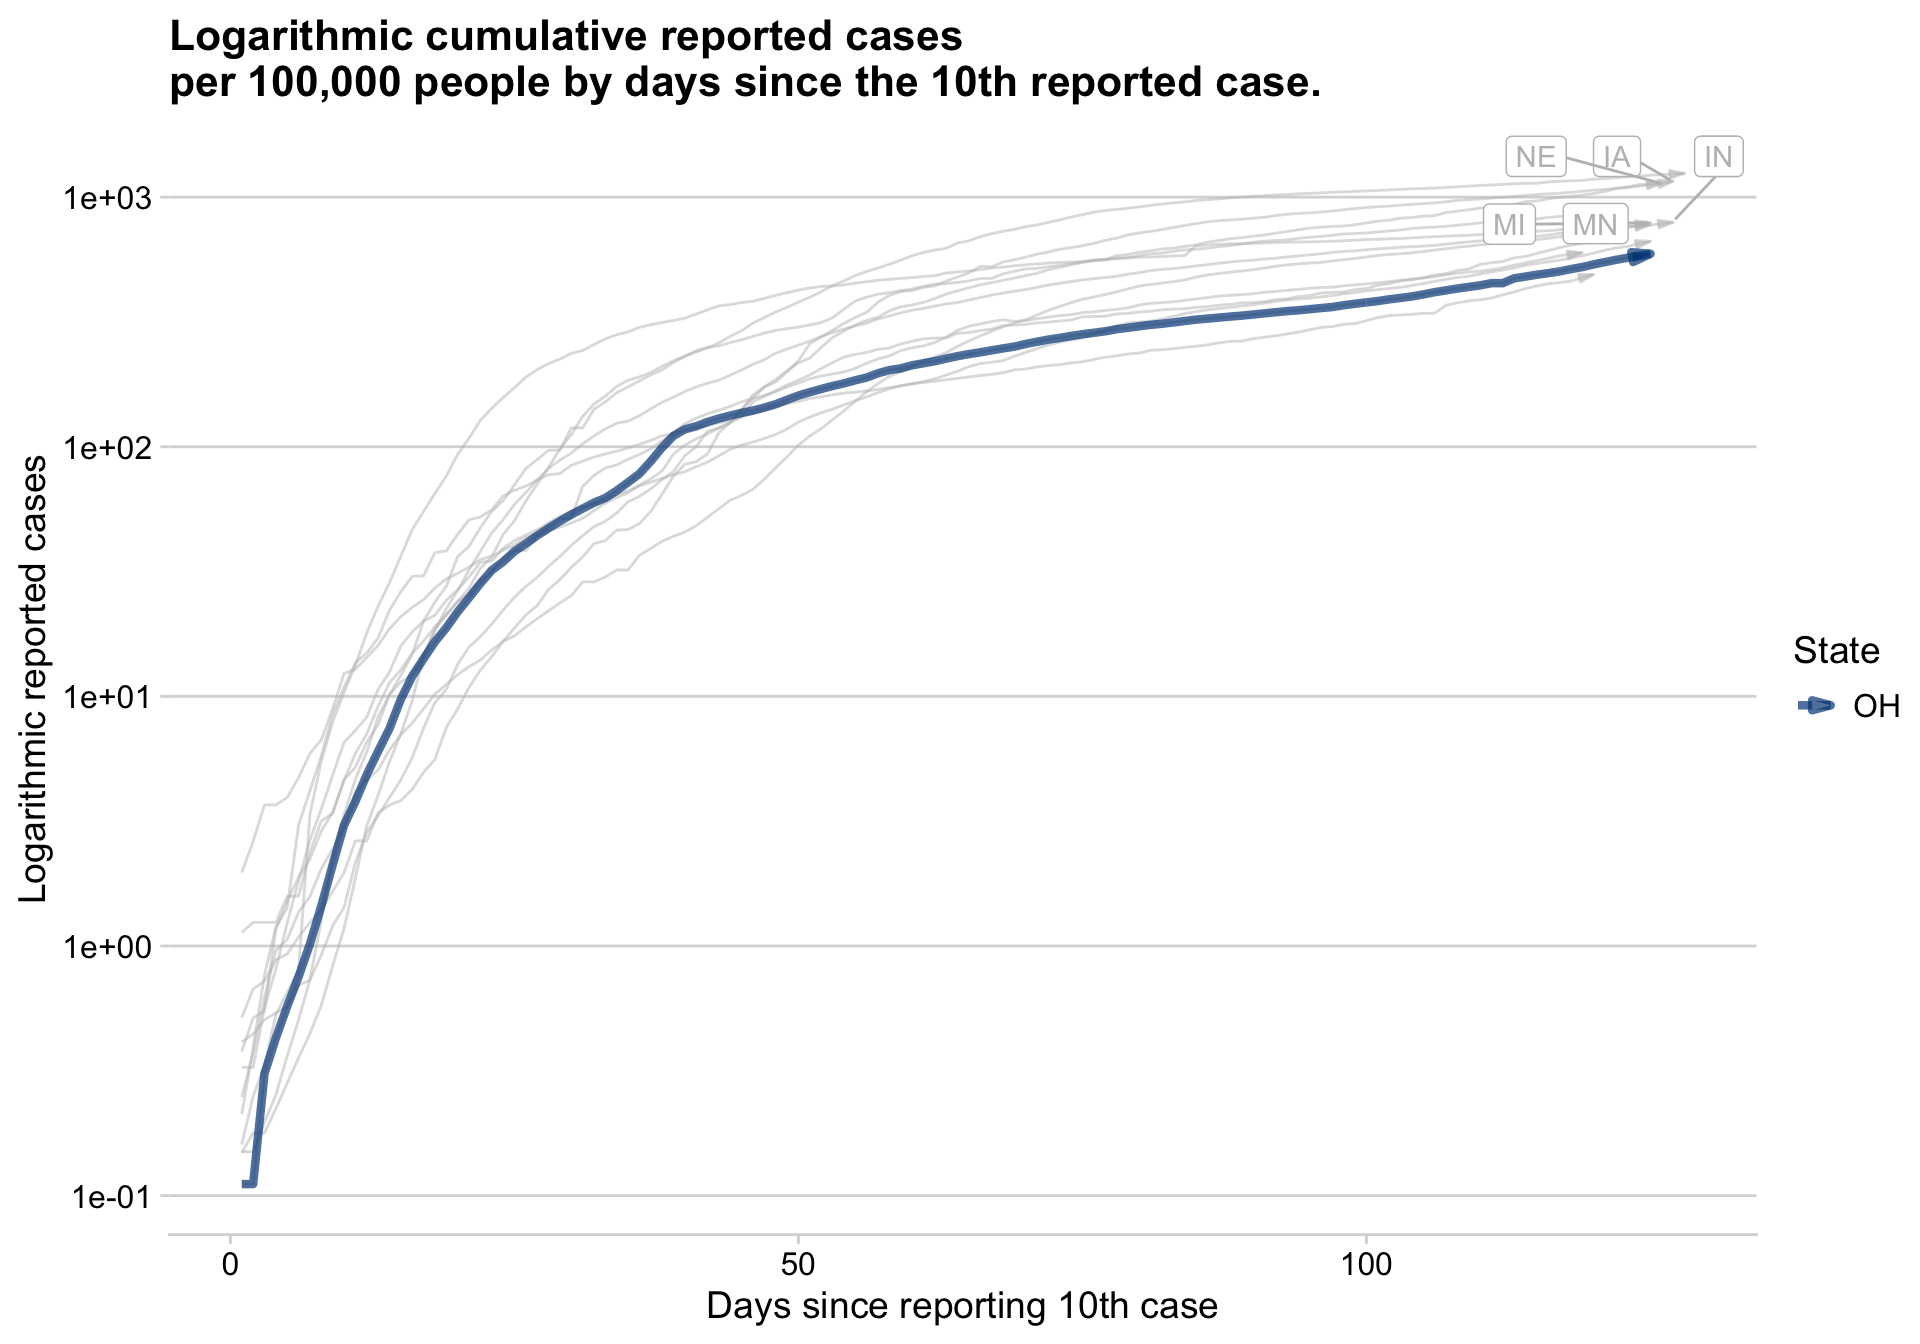 Logarithmic cumulative reported cases
per 100,000 people by days since the 10th reported case.
NE
IA
IN
MI
MN
1e+03
1e+02
1e+01
1e+00
1e-01
Logarithmic reported cases
0
50
100
Days since reporting 10th case
State
OH